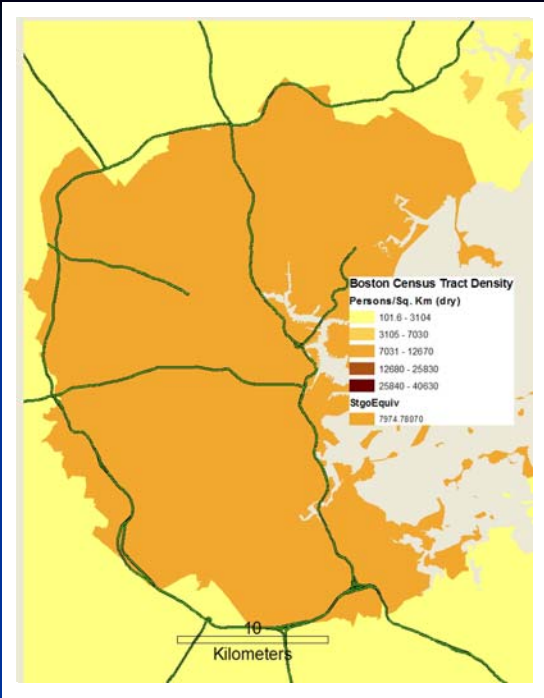 Boston Census Tract Density
Persons/Sq. Km (dry)
101.6 - 3104
3105 - 7030
7031 - 12670
12680 - 25830
25840 - 40630
StgoEquiv
7974.78070
10
Kilometers